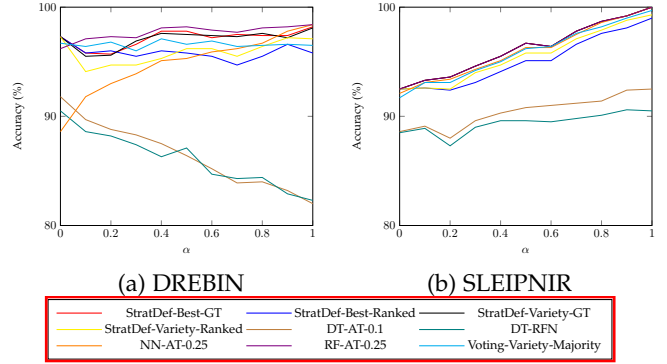 100
90
80
Accuracy (%)
0 0.2 0.4 0.6 0.8 1
α
(a) DREBIN
100
90
80
Accuracy (%)
0 0.2 0.4 0.6 0.8 1
α
(b) SLEIPNIR
StratDef-Best-GT StratDef-Best-Ranked StratDef-Variety-GT
StratDef-Variety-Ranked DT-AT-0.1 DT-RFN
NN-AT-0.25 RF-AT-0.25 Voting-Variety-Majority